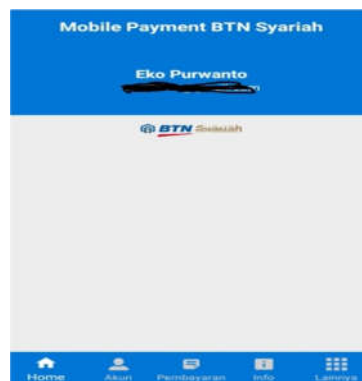 Mobile Payment BTN Syariah
Eko Purwanto
BTN Syariah
Home Akun Pembayaran Info Lainnya